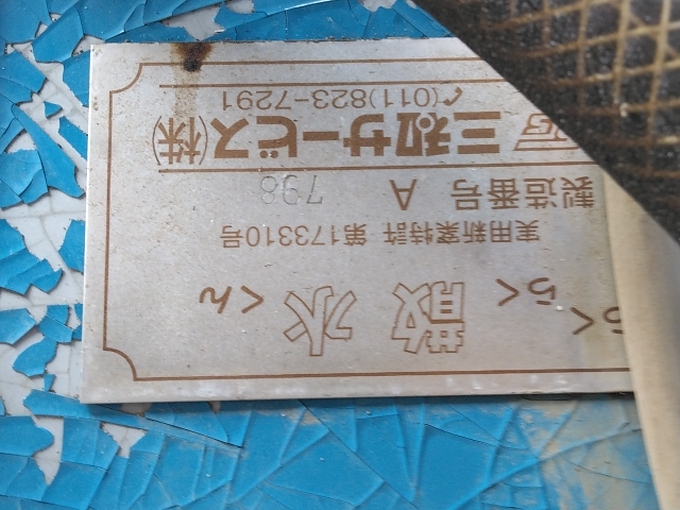 らくらく 散水くん
実用新案特許 第173310号
製造番号 A 798
三和サービス(株)
(011)823-7291